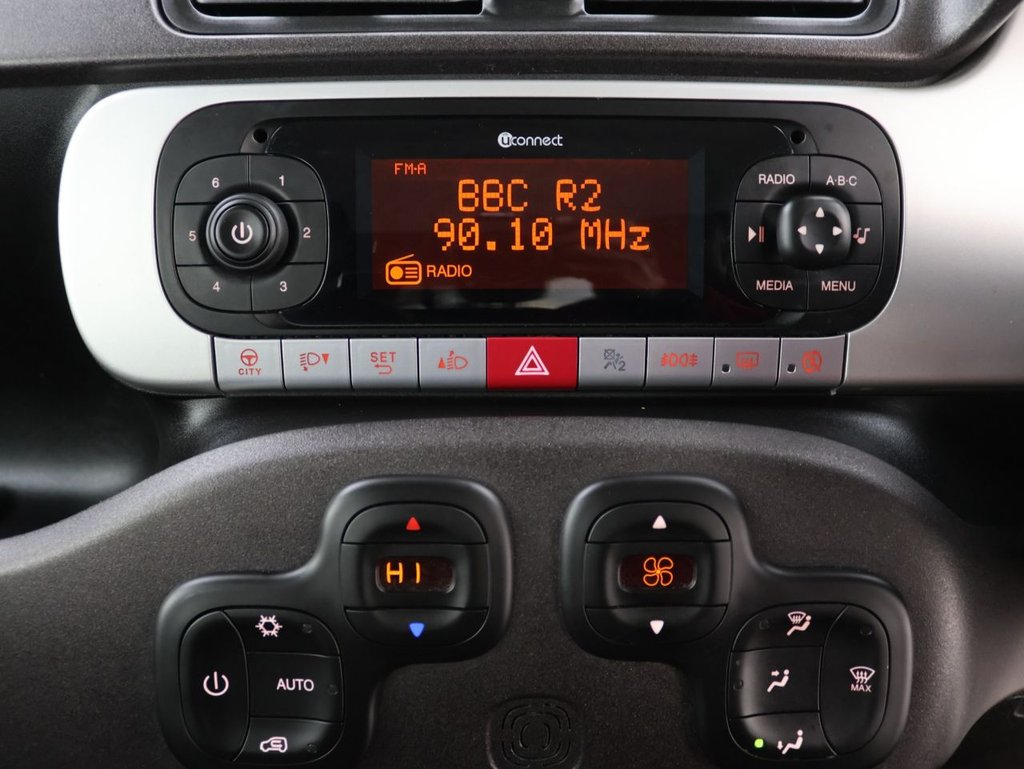 uconnect
FM-A
BBC R2
90.10 MHz
RADIO
6 1
5 2
4 3
RADIO A·B·C
MEDIA MENU
CITY
SET
2
HI
AUTO
MAX